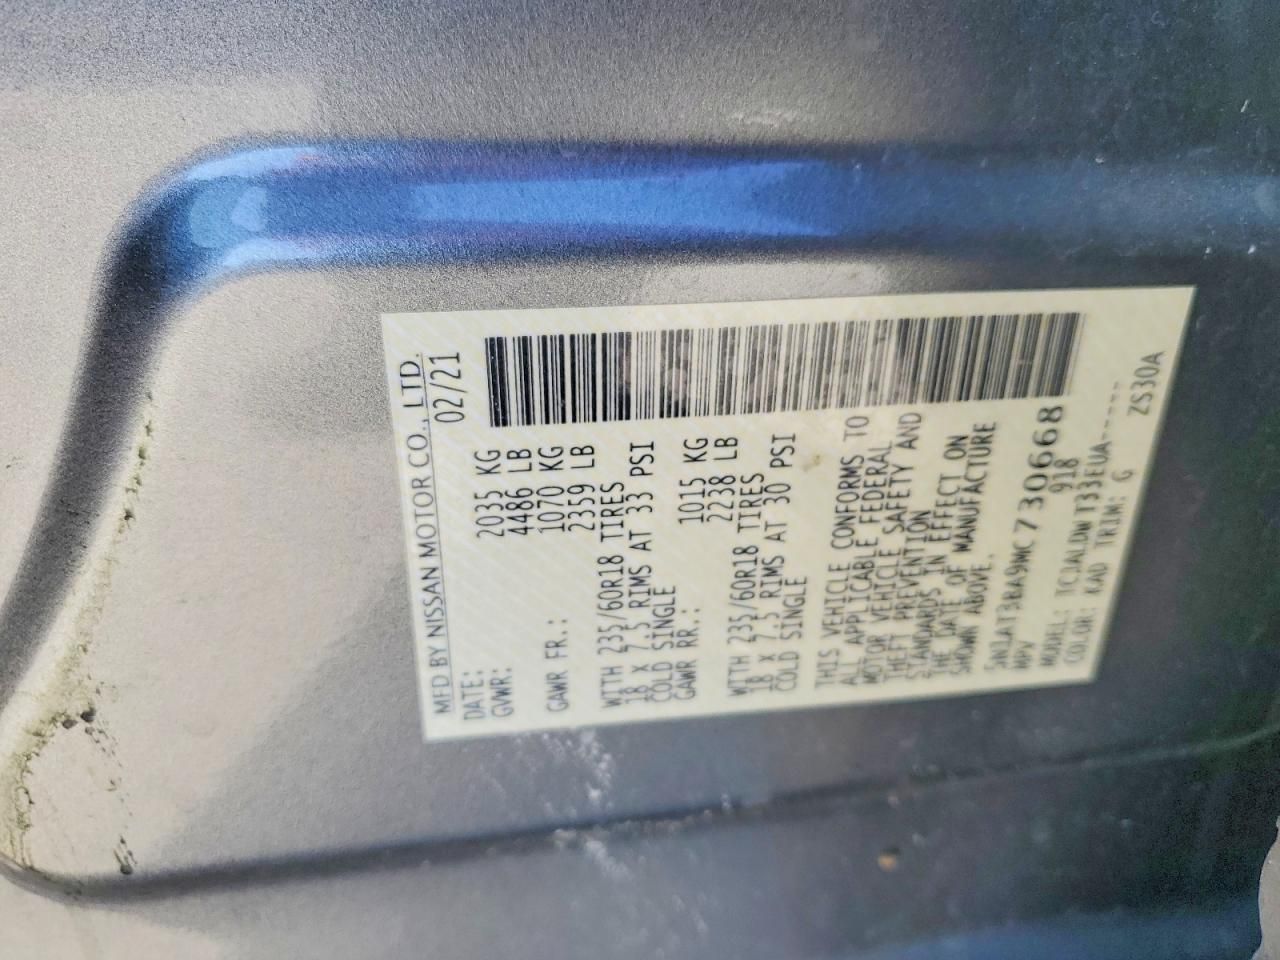 MFD BY NISSAN MOTOR CO., LTD.
DATE: 02/21
GVWR: 2035 KG
4486 LB
GAWR FR.: 1070 KG
2359 LB
WITH 235/60R18 TIRES
18 X 7.5 RIMS AT 33 PSI
COLD SINGLE
GAWR RR.: 1015 KG
2238 LB
WITH 235/60R18 TIRES
18 X 7.5 RIMS AT 30 PSI
COLD SINGLE
THIS VEHICLE CONFORMS TO
ALL APPLICABLE FEDERAL
MOTOR VEHICLE SAFETY AND
THEFT PREVENTION
STANDARDS IN EFFECT ON
THE DATE OF MANUFACTURE
SHOWN ABOVE.
5N1AT3BA9MC730668
MPV 918
MODEL: TC1ALDWT33EUA-----
COLOR: KAD TRIM: G
ZS30A